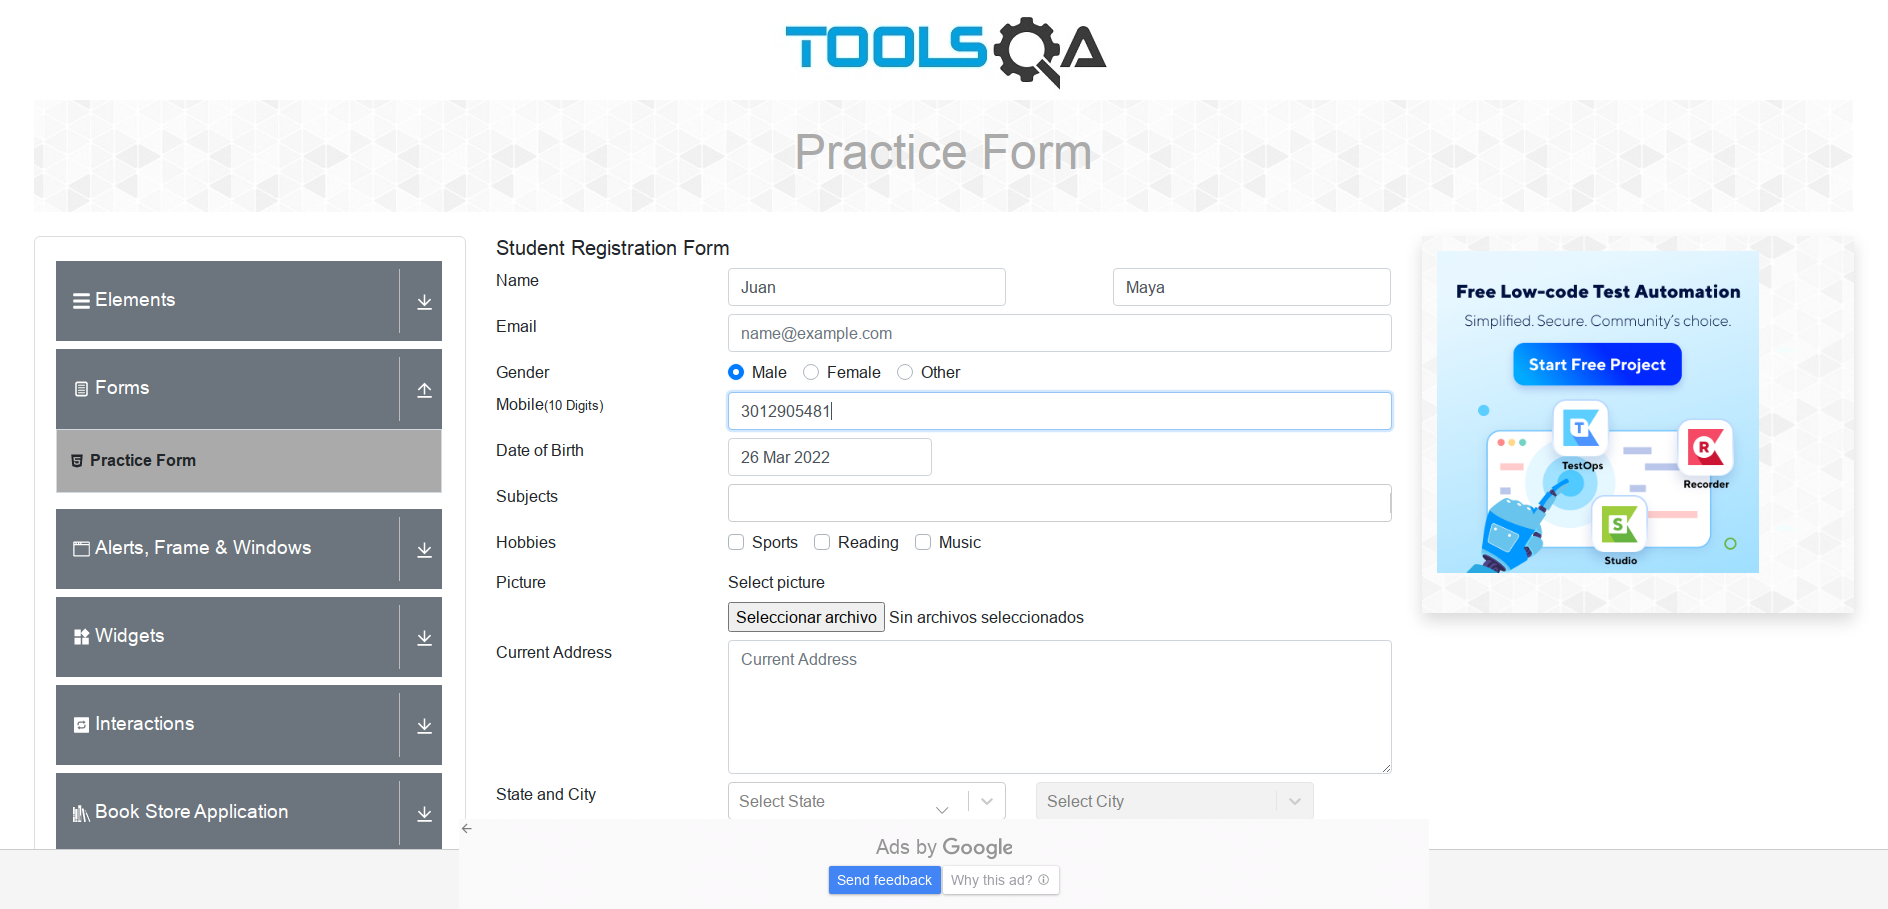 TOOLSQA
Practice Form
Elements
Forms
Practice Form
Alerts, Frame & Windows
Widgets
Interactions
Book Store Application
Student Registration Form
Name
Juan
Maya
Email
name@example.com
Gender
Male
Female
Other
Mobile(10 Digits)
3012905481
Date of Birth
26 Mar 2022
Subjects
Hobbies
Sports
Reading
Music
Picture
Select picture
Seleccionar archivo
Sin archivos seleccionados
Current Address
Current Address
State and City
Select State
Select City
Free Low-code Test Automation
Simplified. Secure. Community's choice.
Start Free Project
T
TestOps
R
Recorder
S
Studio
Ads by Google
Send feedback
Why this ad?